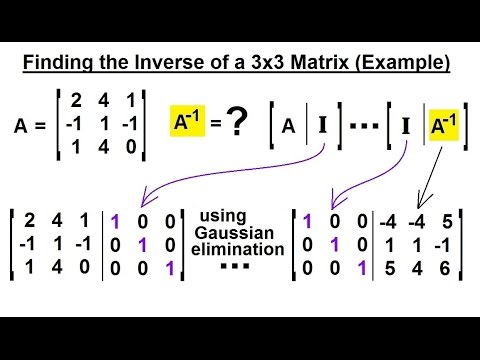 Finding the Inverse of a 3x3 Matrix (Example)
A = [ 2 4 1
-1 1 -1
1 4 0 ]
A⁻¹ = ? [ A | I ] ••• [ I | A⁻¹ ]
[ 2 4 1 | 1 0 0
-1 1 -1 | 0 1 0
1 4 0 | 0 0 1 ]
using
Gaussian
elimination
•••
[ 1 0 0 | -4 -4 5
0 1 0 | 1 1 -1
0 0 1 | 5 4 6 ]